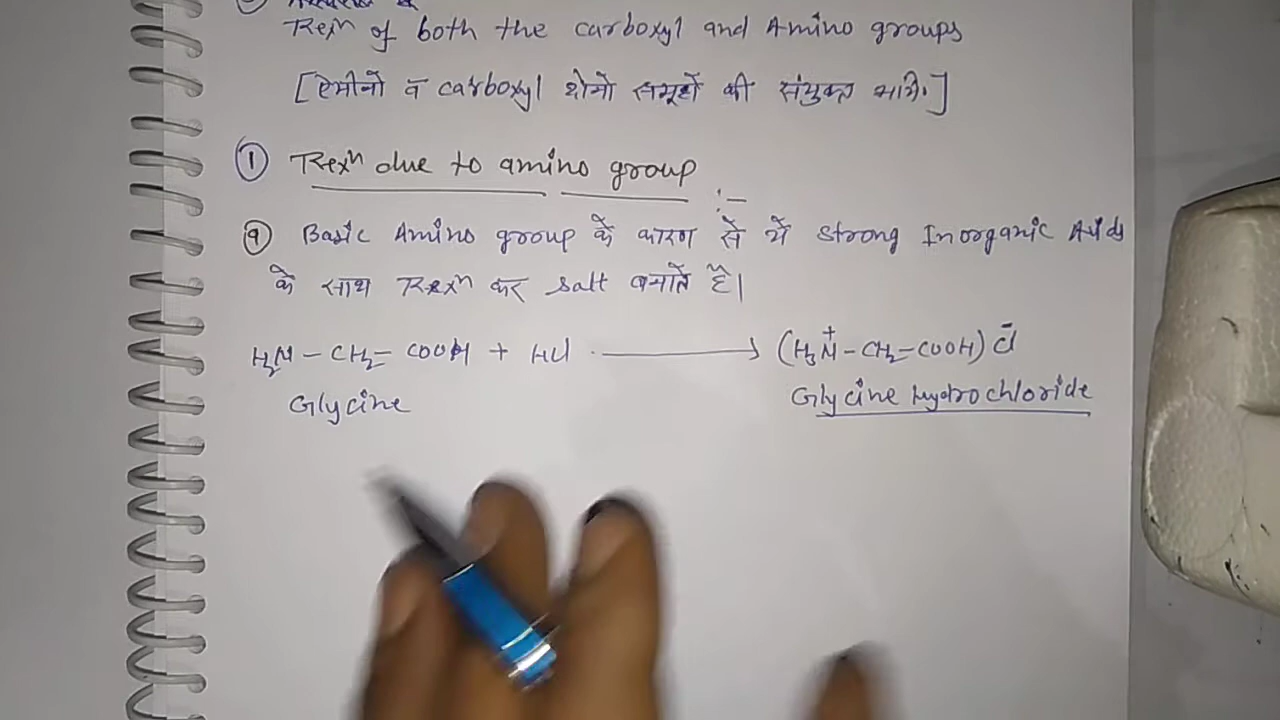 Rexn of both the carboxyl and Amino groups
[ऐमीनो व carboxyl दोनो समूहों की संयुक्त भागि.]
① Rexn due to amino group :-
ⓐ Basic Amino group के कारण से ये Strong Inorganic Acids
के साथ Rexn कर Salt बनाते है।
H₂N-CH₂-COOH + HCl ⟶ (H₃N⁺-CH₂-COOH) Cl⁻
Glycine Glycine Hydrochloride